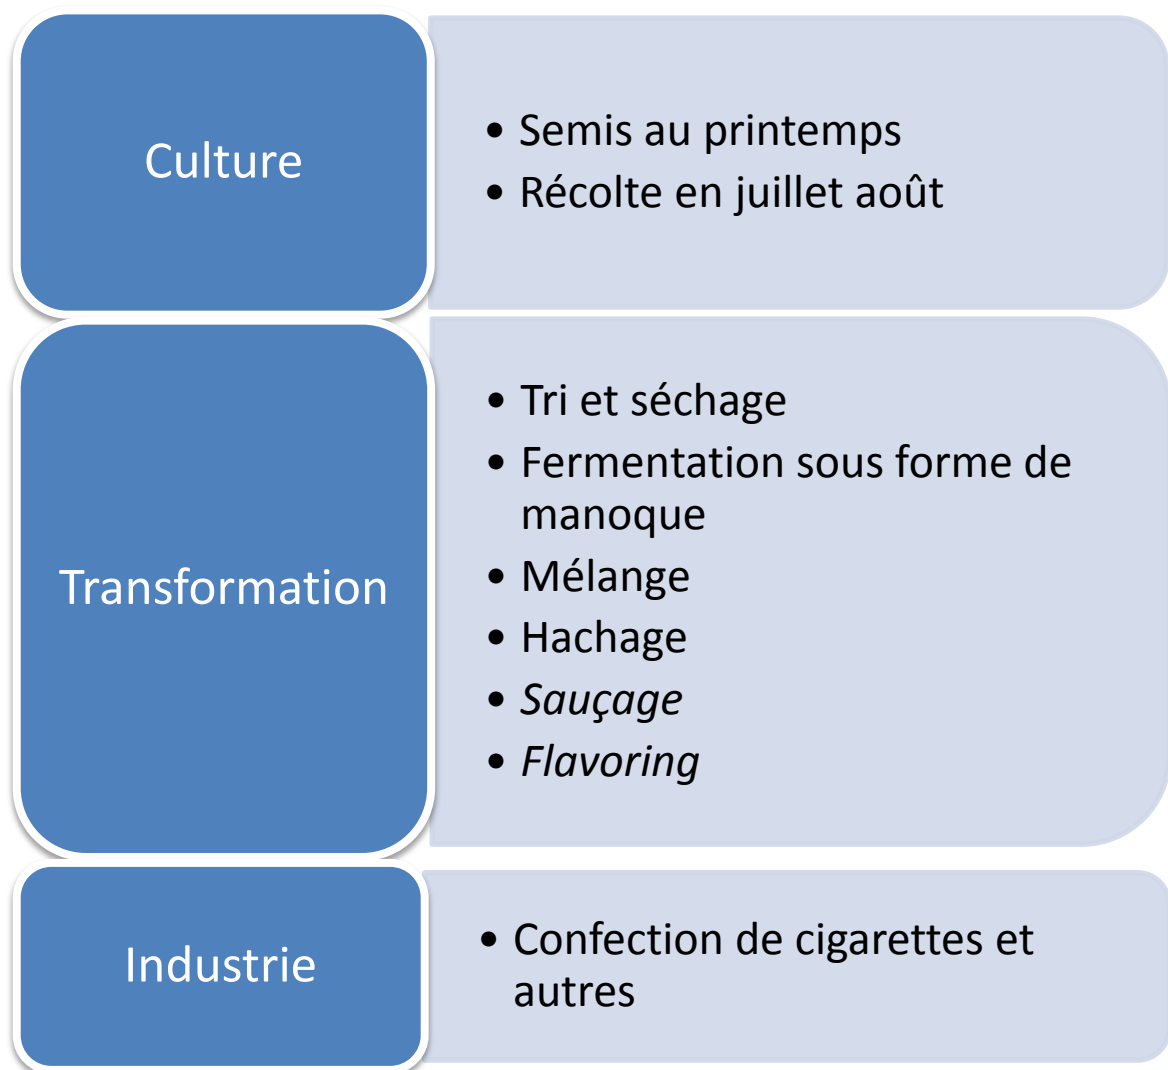 Culture
• Semis au printemps
• Récolte en juillet août
Transformation
• Tri et séchage
• Fermentation sous forme de
manoque
• Mélange
• Hachage
• Sauçage
• Flavoring
Industrie
• Confection de cigarettes et
autres